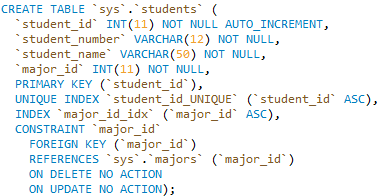 CREATE TABLE `sys`.`students` (
`student_id` INT(11) NOT NULL AUTO_INCREMENT,
`student_number` VARCHAR(12) NOT NULL,
`student_name` VARCHAR(50) NOT NULL,
`major_id` INT(11) NOT NULL,
PRIMARY KEY (`student_id`),
UNIQUE INDEX `student_id_UNIQUE` (`student_id` ASC),
INDEX `major_id_idx` (`major_id` ASC),
CONSTRAINT `major_id`
FOREIGN KEY (`major_id`)
REFERENCES `sys`.`majors` (`major_id`)
ON DELETE NO ACTION
ON UPDATE NO ACTION);